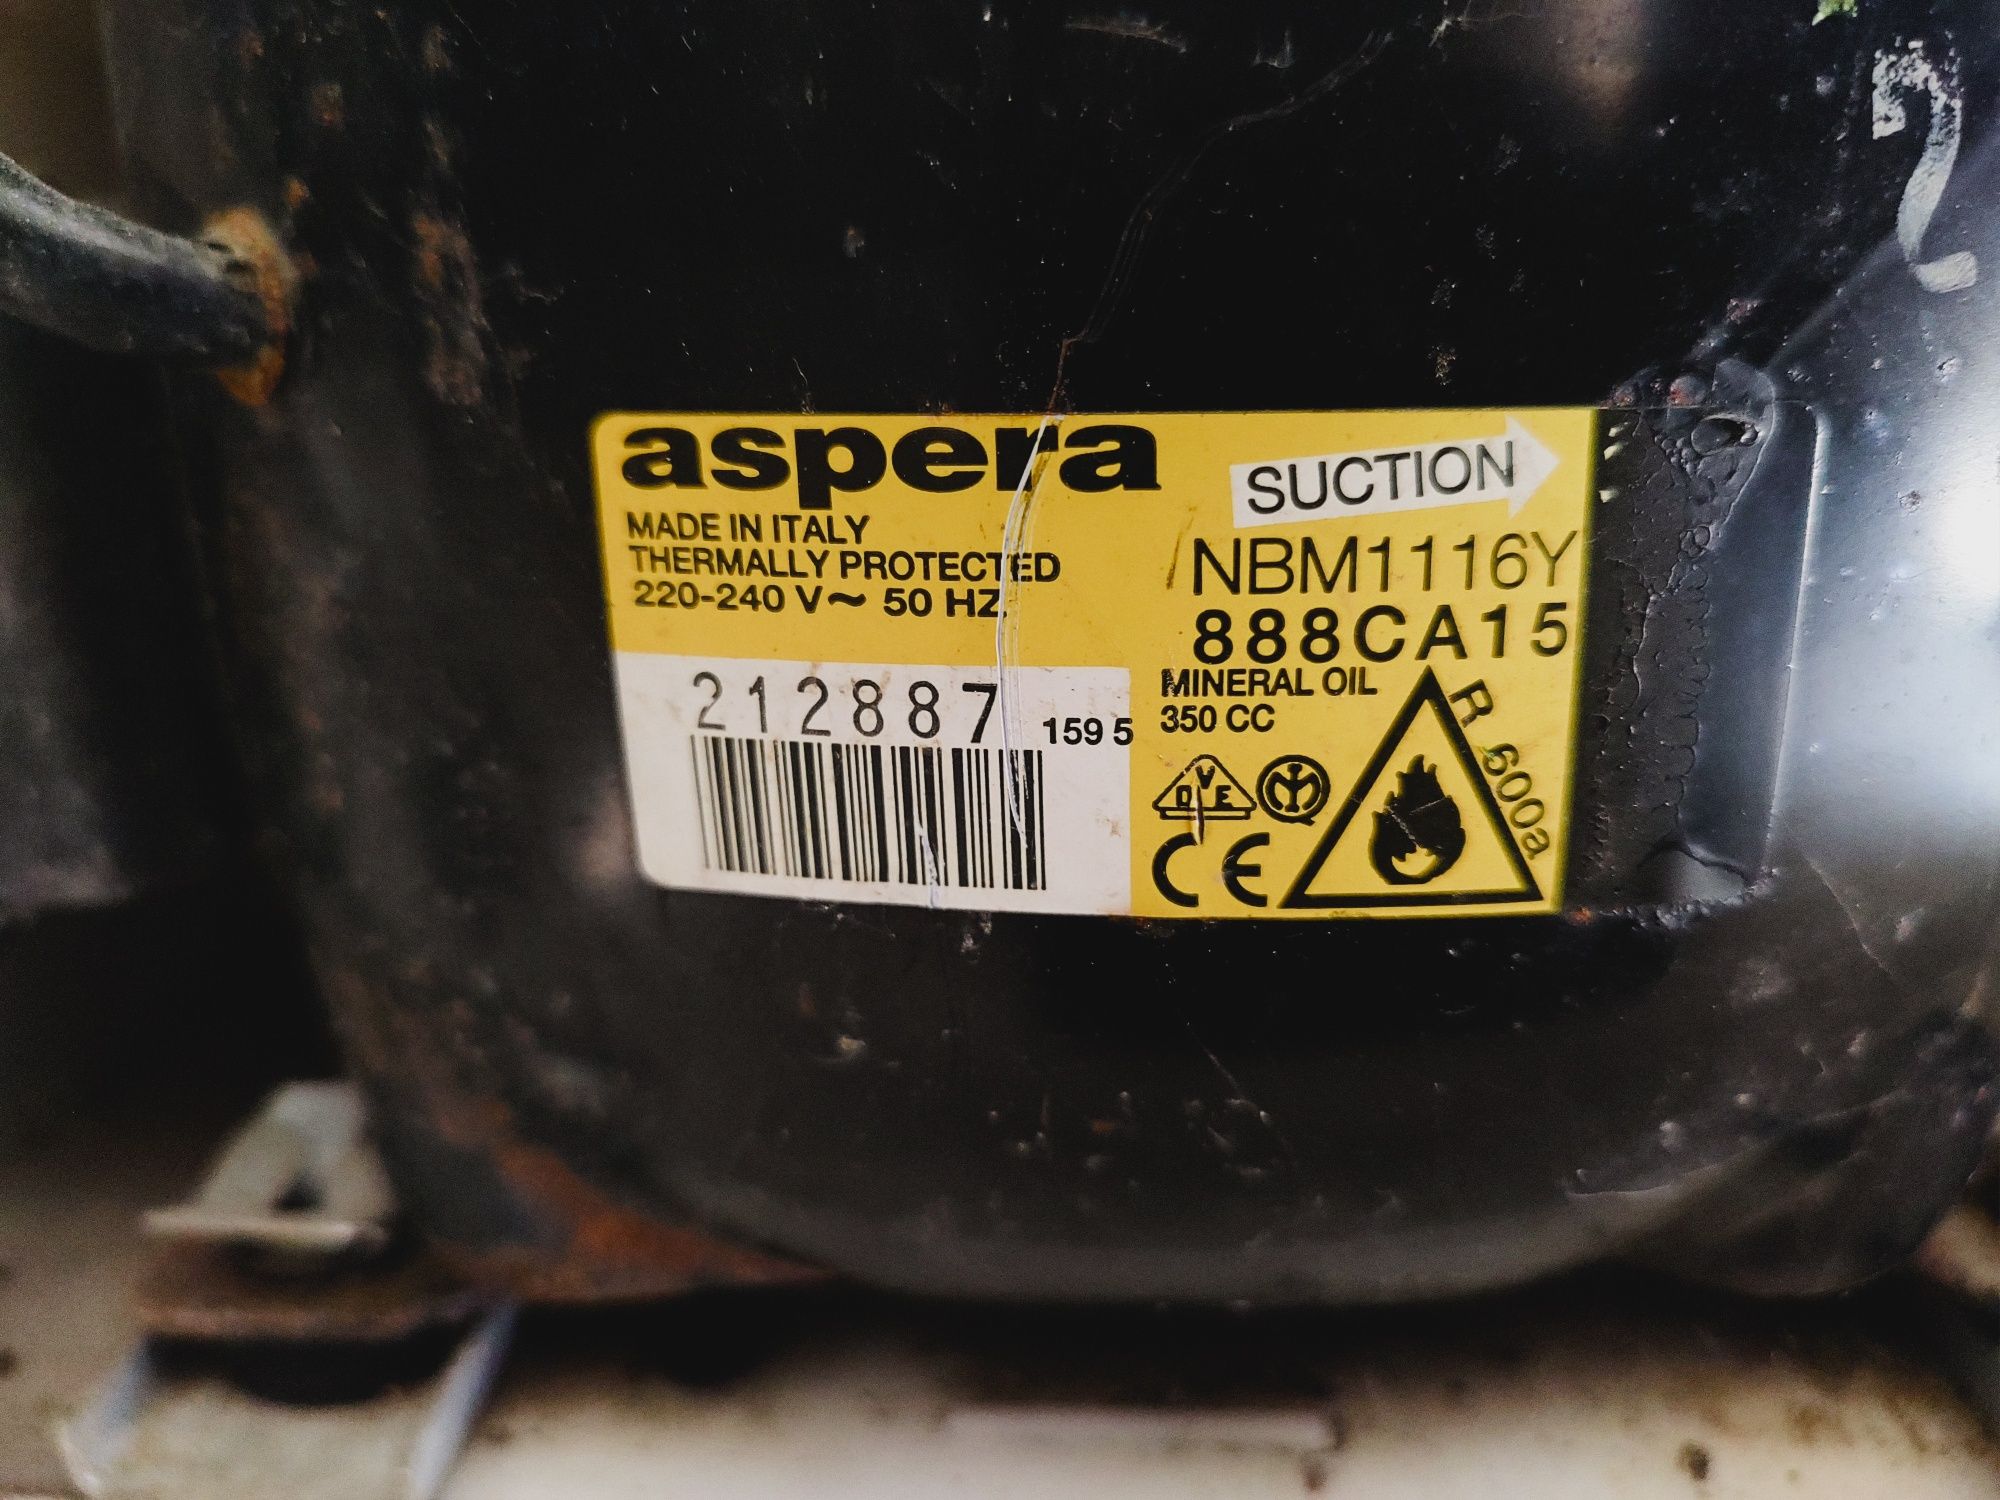 aspera
MADE IN ITALY
THERMALLY PROTECTED
220-240 V~ 50 HZ
212887
159 5
SUCTION
NBM1116Y
888CA15
MINERAL OIL
350 CC
R 600a
VDE
CE